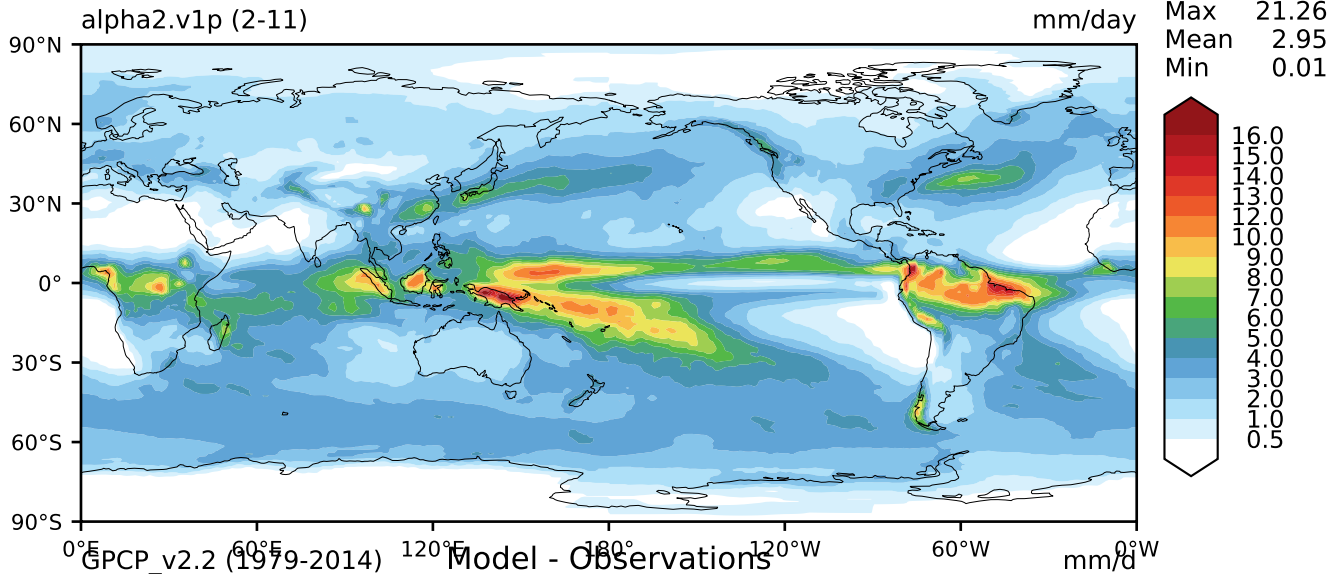 alpha2.v1p (2-11) mm/day
Max 21.26
Mean 2.95
Min 0.01
90°N
60°N
30°N
0°
30°S
60°S
90°S
16.0
15.0
14.0
13.0
12.0
10.0
9.0
8.0
7.0
6.0
5.0
4.0
3.0
2.0
1.0
0.5
0°E 60°E 120°E 180° 120°W 60°W 0°W
GPCP_v2.2 (1979-2014) Model - Observations mm/d